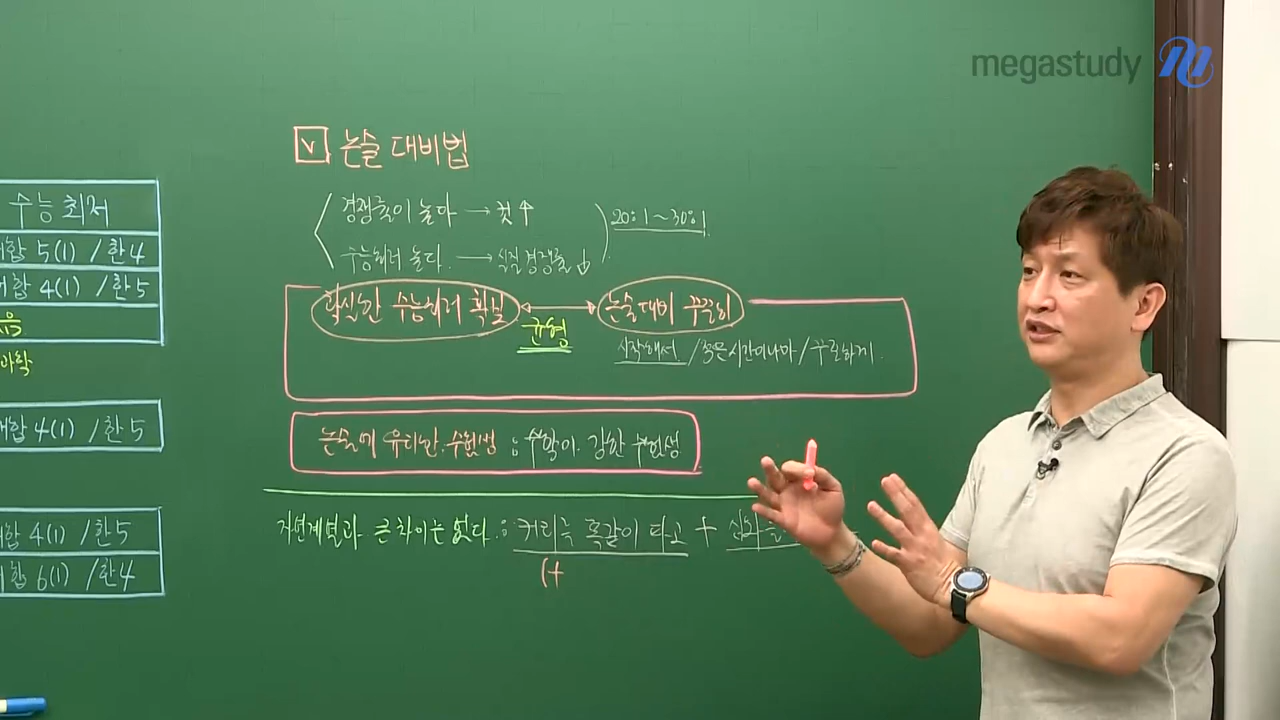 megastudy
V 논술 대비법
경쟁률이 높다 → 컷↑
수능최저 높다. → 실질경쟁률↓
20:1~30:1
확실한 수능최저 확보 ↔ 논술대비 꾸준히
균형
시작해서 / 짧은시간이나마 / 꾸준하게.
논술에 유리한 수험생 : 수학이 강한 수험생
자연계열과 큰 차이는 없다. : 커리는 똑같이 타고 + 심화
(+
수능최저
합 5(1) / 한4
합 4(1) / 한5
합 4(1) / 한5
합 4(1) / 한5
합 6(1) / 한4